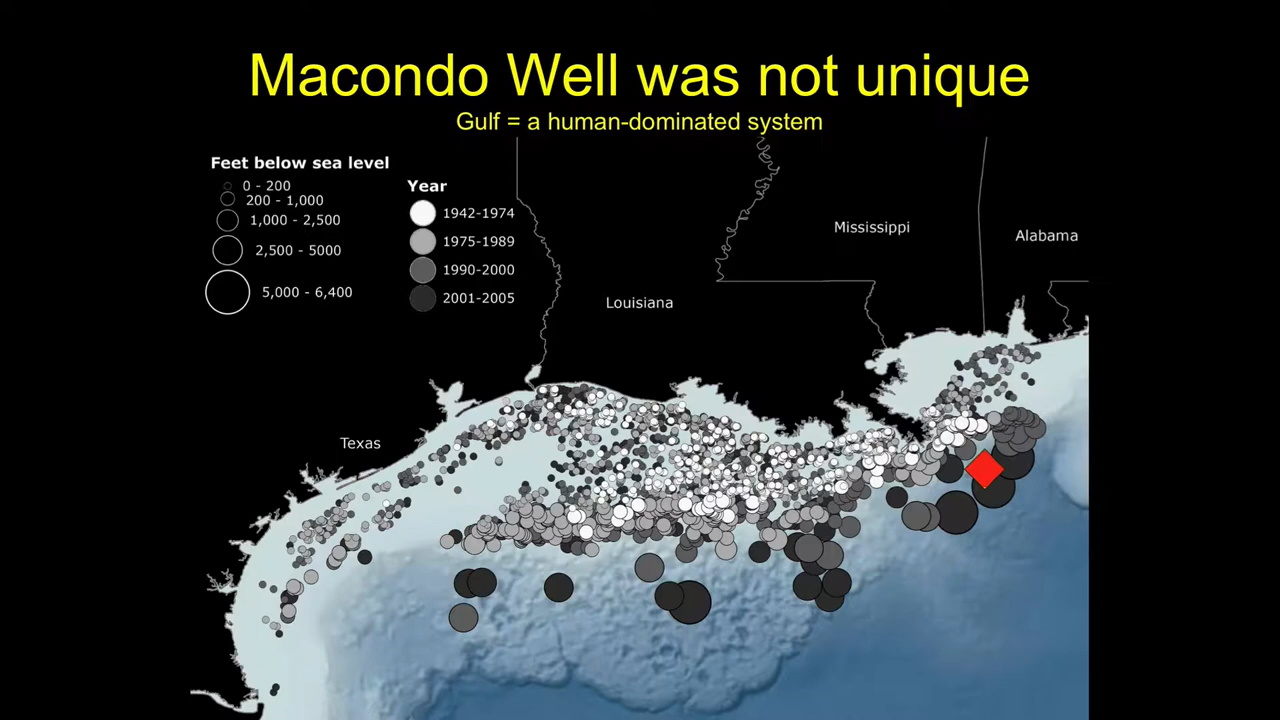 Macondo Well was not unique
Gulf = a human-dominated system
Feet below sea level
0 - 200
200 - 1,000
1,000 - 2,500
2,500 - 5000
5,000 - 6,400
Year
1942-1974
1975-1989
1990-2000
2001-2005
Mississippi
Alabama
Louisiana
Texas